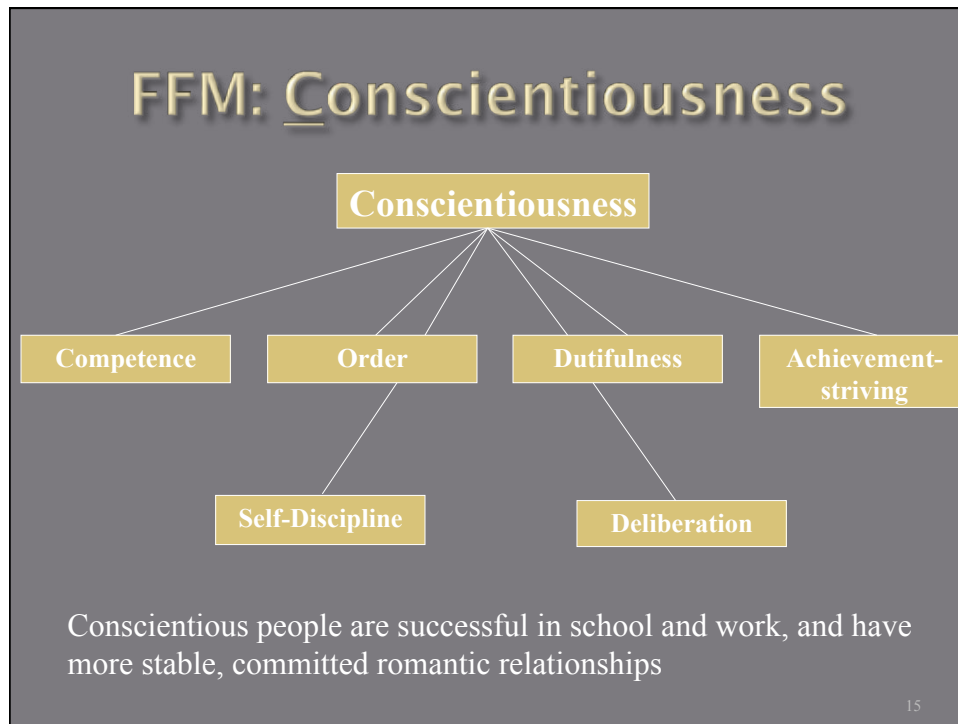 FFM: Conscientiousness
Conscientiousness
Competence
Order
Dutifulness
Achievement-
striving
Self-Discipline
Deliberation
Conscientious people are successful in school and work, and have
more stable, committed romantic relationships
15